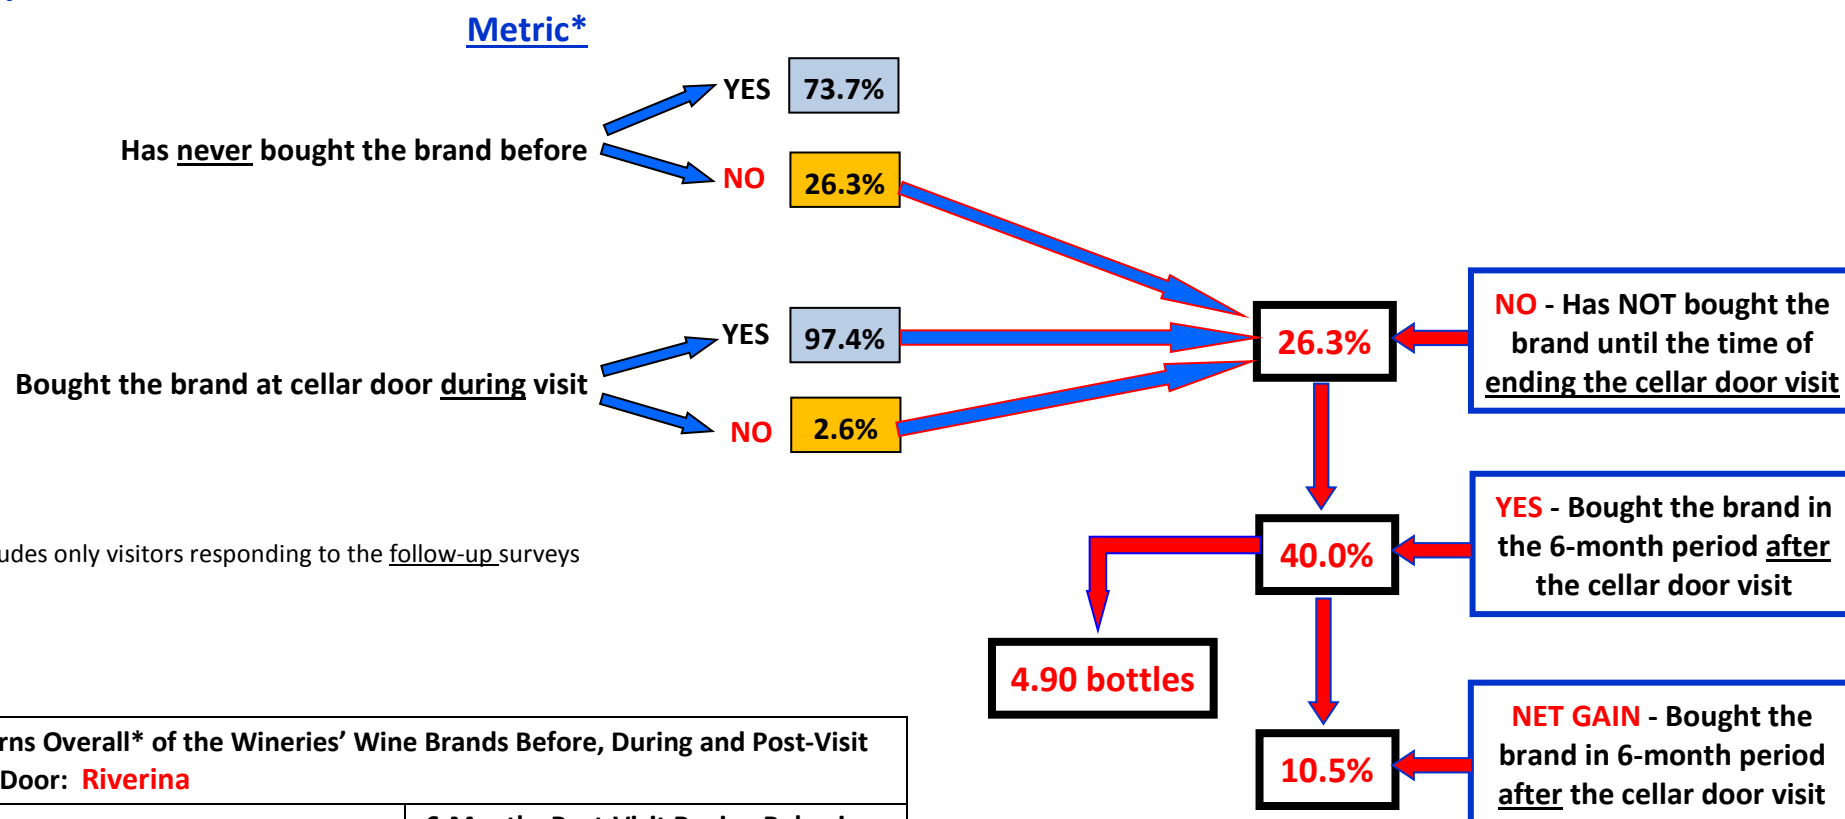 Metric*
YES 73.7%
Has never bought the brand before
NO 26.3%
YES 97.4%
Bought the brand at cellar door during visit
NO 2.6%
26.3%
NO - Has NOT bought the
brand until the time of
ending the cellar door visit
40.0%
YES - Bought the brand in
the 6-month period after
the cellar door visit
udes only visitors responding to the follow-up surveys
4.90 bottles
10.5%
NET GAIN - Bought the
brand in 6-month period
after the cellar door visit
rns Overall* of the Wineries’ Wine Brands Before, During and Post-Visit
Door: Riverina